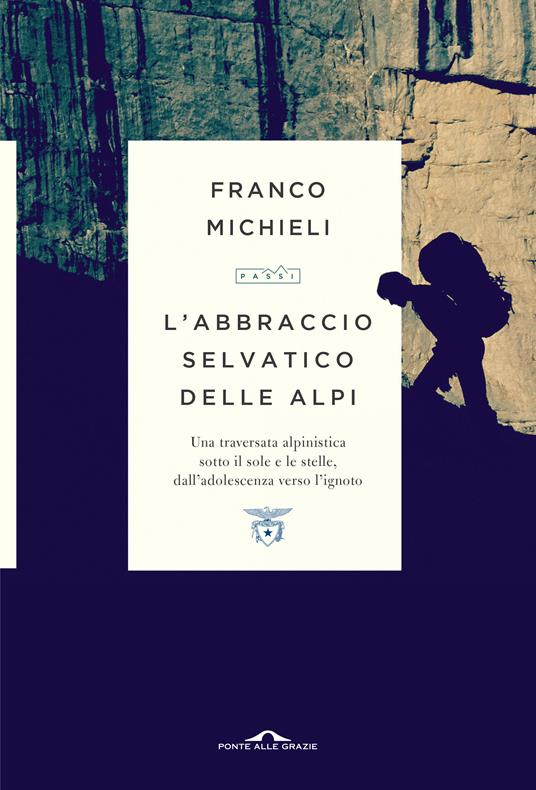 FRANCO
MICHIELI
PASSI
L'ABBRACCIO
SELVATICO
DELLE ALPI
Una traversata alpinistica
sotto il sole e le stelle,
dall'adolescenza verso l'ignoto
PONTE ALLE GRAZIE